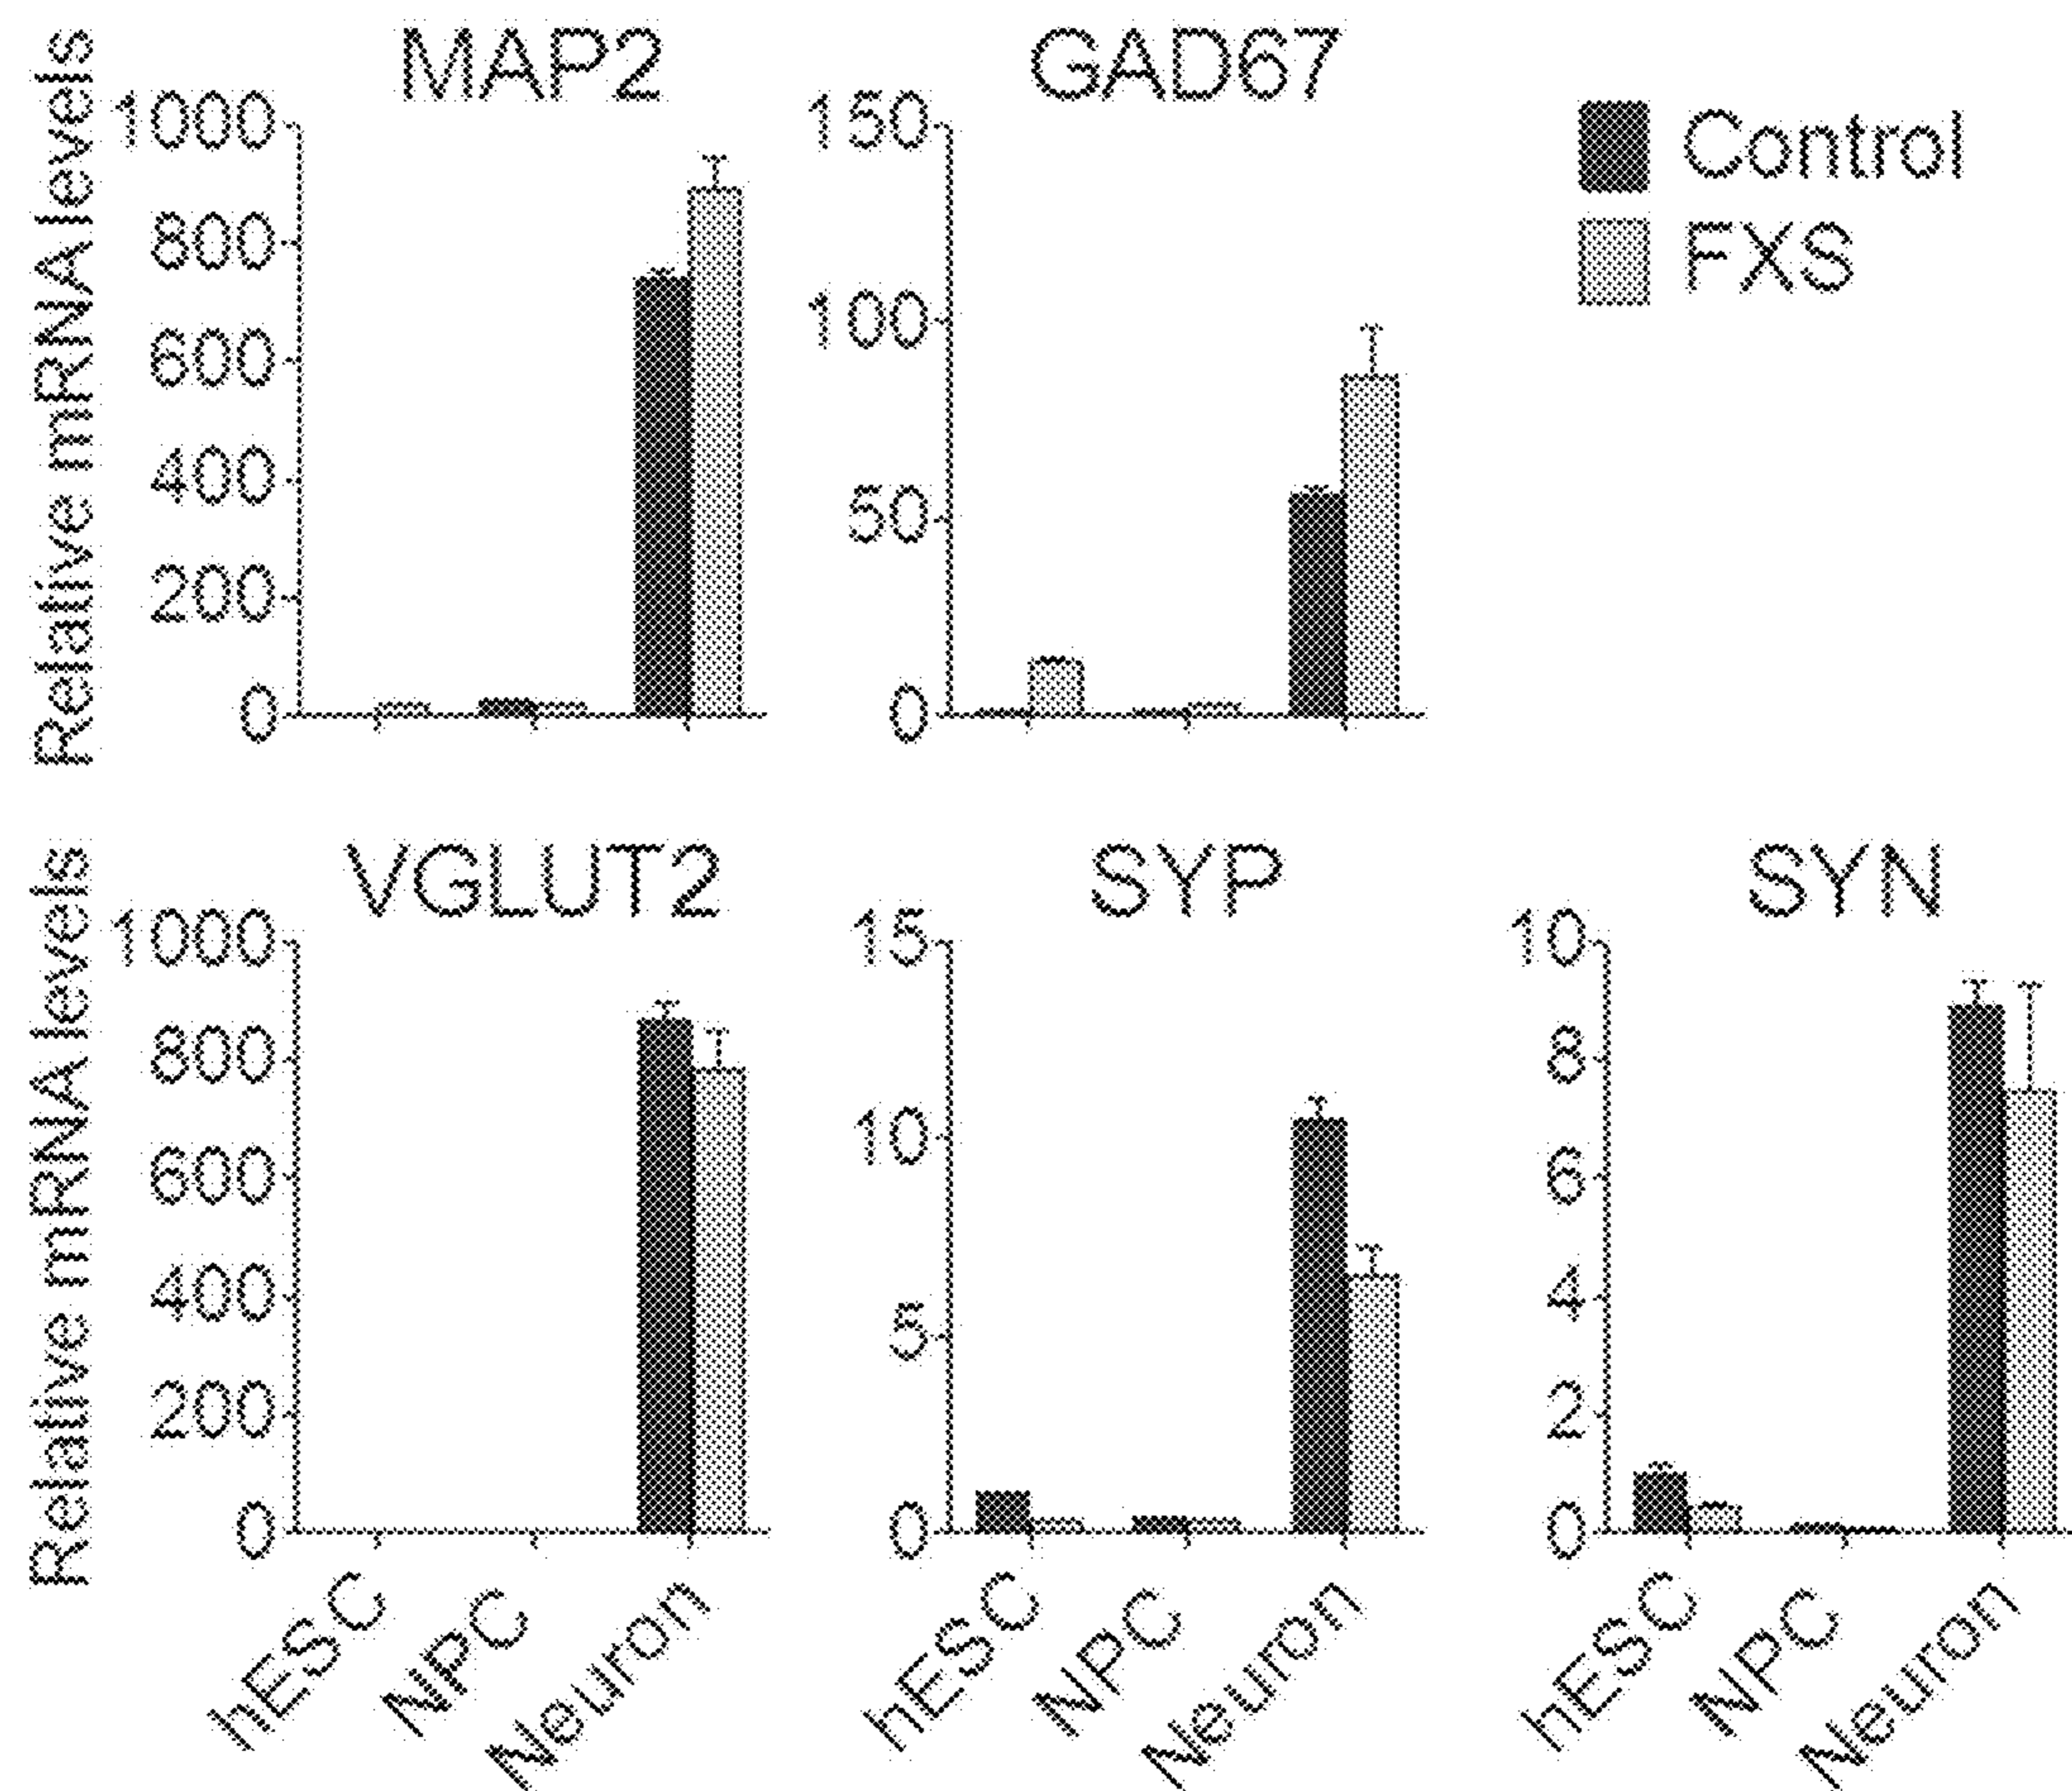 MAP2
GAD67
Control
FXS
Relative mRNA levels
1000
800
600
400
200
0
150
100
50
0
VGLUT2
SYP
SYN
Relative mRNA levels
1000
800
600
400
200
0
15
10
5
0
10
8
6
4
2
0
hESC
NPC
Neuron
hESC
NPC
Neuron
hESC
NPC
Neuron